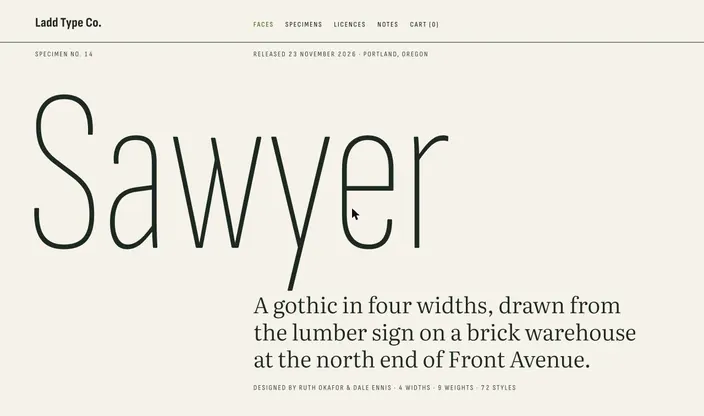 Ladd Type Co.
FACES SPECIMENS LICENCES NOTES CART (0)
SPECIMEN NO. 14
RELEASED 23 NOVEMBER 2026 · PORTLAND, OREGON
Sawyer
A gothic in four widths, drawn from
the lumber sign on a brick warehouse
at the north end of Front Avenue.
DESIGNED BY RUTH OKAFOR & DALE ENNIS · 4 WIDTHS · 9 WEIGHTS · 72 STYLES